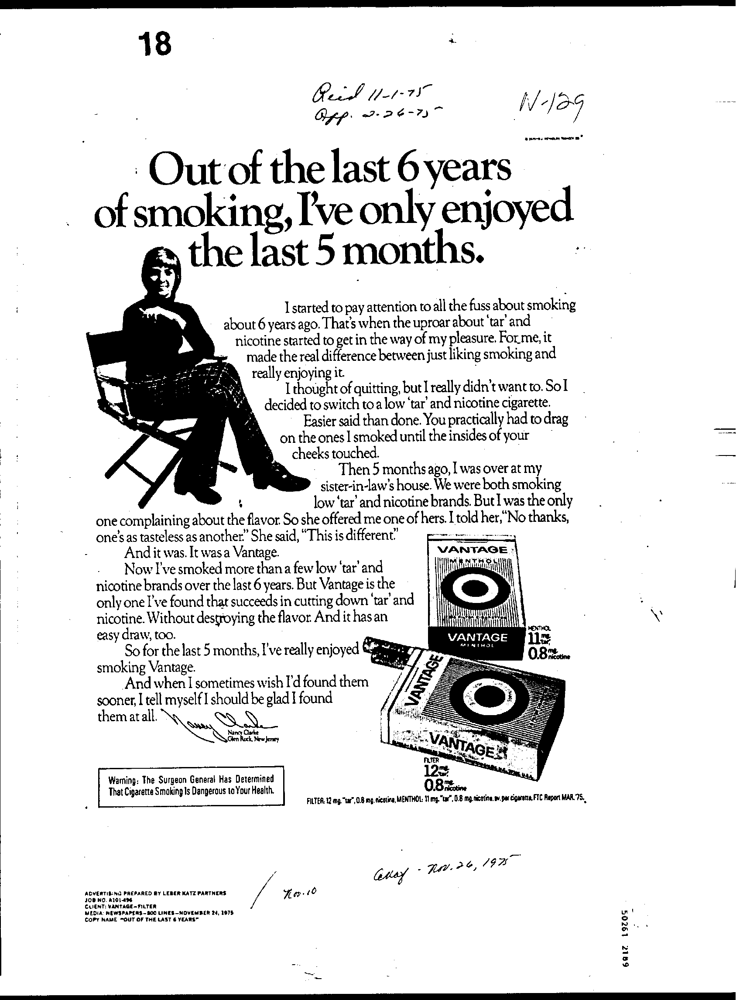 18
Reid 11-1-75
N-129
Out of the last 6 years
of smoking, I've only enjoyed
the last 5 months.
I started to pay attention to all the fuss about smoking
about 6 years ago. That's when the uproar about 'tar' and
nicotine started to get in the way of my pleasure. For me, it
made the real difference between just liking smoking and
really enjoying it.
I thought of quitting, but I really didn't want to. So I
decided to switch to a low 'tar' and nicotine cigarette.
Easier said than done. You practically had to drag
on the ones I smoked until the insides of your
cheeks touched.
Then 5 months ago, I was over at my
sister-in-law's house. We were both smoking
low 'tar' and nicotine brands. But I was the only
one complaining about the flavor. So she offered me one of hers. I told her, "No thanks,
one's as tasteless as another." She said, "This is different."
And it was. It was a Vantage.
Now I've smoked more than a few low 'tar' and
nicotine brands over the last 6 years. But Vantage is the
only one I've found that succeeds in cutting down 'tar' and
nicotine. Without destroying the flavor. And it has an
easy draw, too.
So for the last 5 months, I've really enjoyed
smoking Vantage.
And when I sometimes wish I'd found them
sooner, I tell myself I should be glad I found
them at all.
Nancy Clarke
Nancy Clarke
Glen Rock, New Jersey
VANTAGE
MENTHOL
VANTAGE
MENTHOL
MENTHOL
11 mg. 'tar'
0.8 mg. nicotine
VANTAGE
VANTAGE
FILTER
12 mg. 'tar'
0.8 mg. nicotine
Warning: The Surgeon General Has Determined
That Cigarette Smoking Is Dangerous to Your Health.
FILTER: 12 mg. "tar", 0.8 mg. nicotine, MENTHOL: 11 mg. "tar", 0.8 mg. nicotine, av. per cigarette, FTC Report MAR. '75.
Nov. 26, 1975
Nov. 10
ADVERTISING PREPARED BY LEBER KATZ PARTNERS
JOB NO. A101-496
CLIENT: VANTAGE-FILTER
MEDIA: NEWSPAPERS-800 LINES-NOVEMBER 24, 1975
COPY NAME "OUT OF THE LAST 6 YEARS"
50261 2189